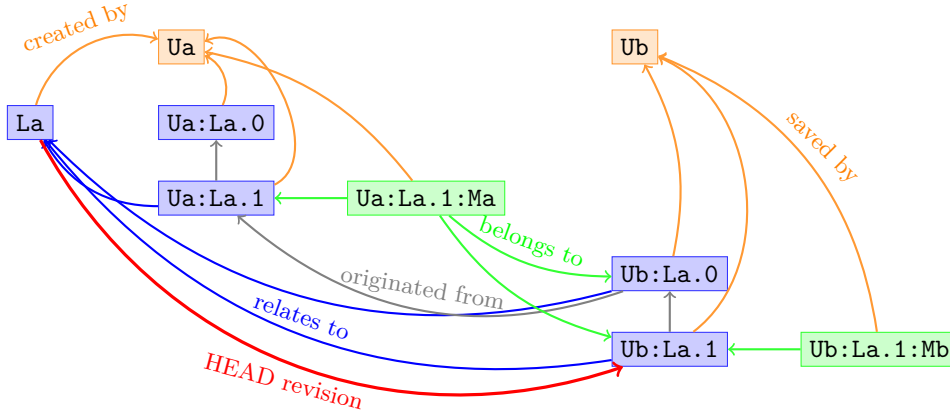 created by
Ua
Ub
La
Ua:La.0
saved by
Ua:La.1
Ua:La.1:Ma
belongs to
Ub:La.0
originated from
relates to
Ub:La.1
Ub:La.1:Mb
HEAD revision